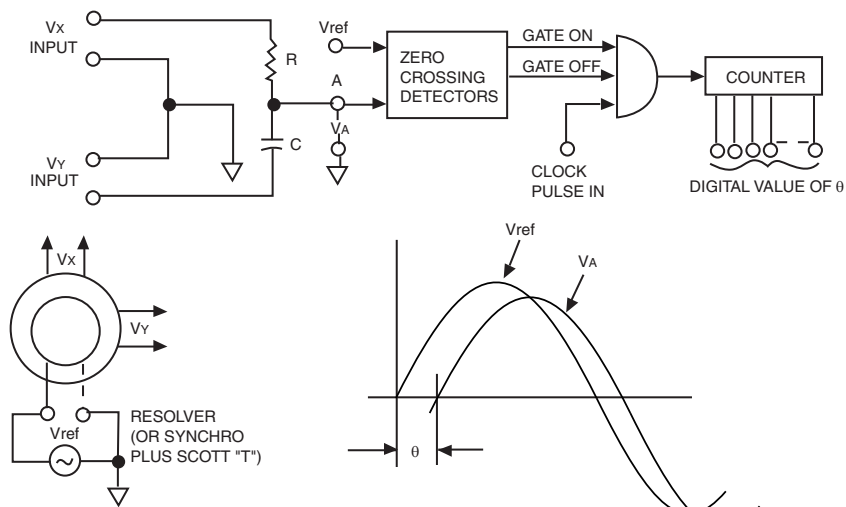 VX
INPUT
VY
INPUT
R
C
Vref
A
VA
ZERO
CROSSING
DETECTORS
GATE ON
GATE OFF
CLOCK
PULSE IN
COUNTER
DIGITAL VALUE OF θ
VX
VY
Vref
RESOLVER
(OR SYNCHRO
PLUS SCOTT "T")
Vref
VA
θ